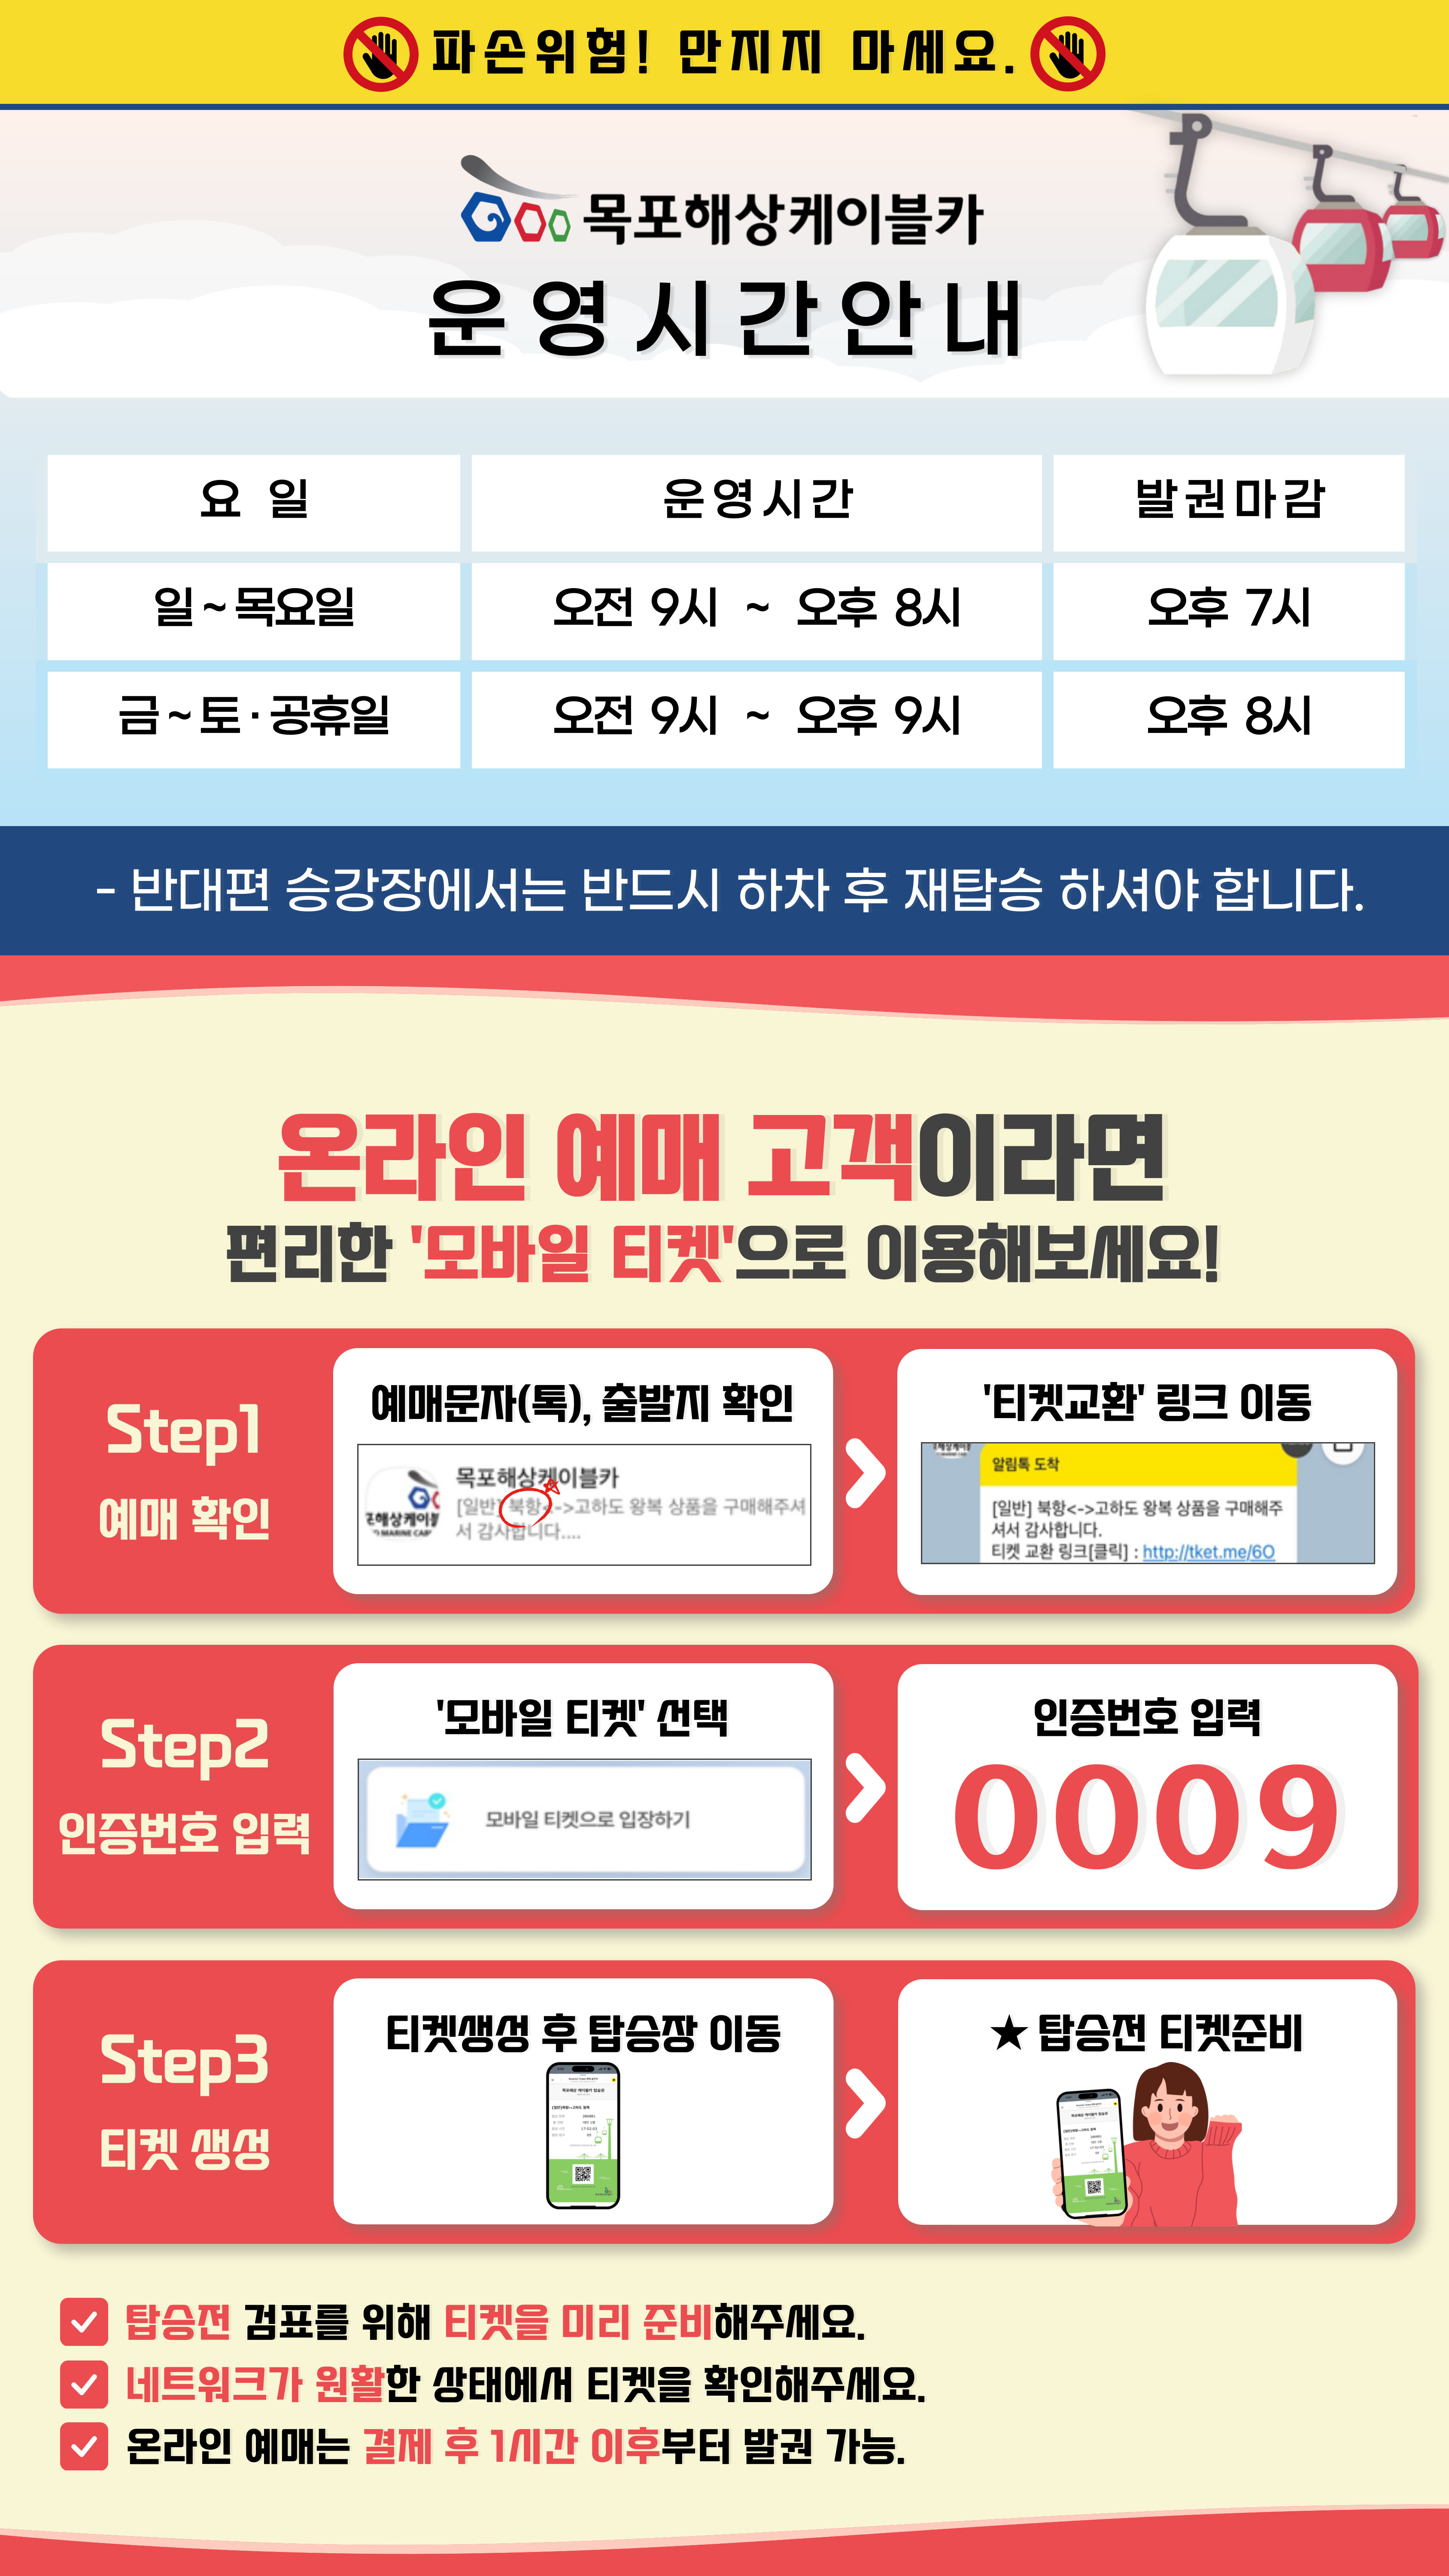 파손위험! 만지지 마세요.
목포해상케이블카
운영시간안내
요 일 운영시간 발권마감
일~목요일 오전 9시 ~ 오후 8시 오후 7시
금~토·공휴일 오전 9시 ~ 오후 9시 오후 8시
- 반대편 승강장에서는 반드시 하차 후 재탑승 하셔야 합니다.
온라인 예매 고객이라면
편리한 '모바일 티켓'으로 이용해보세요!
Step1
예매 확인
예매문자(톡), 출발지 확인
목포해상케이블카
[일반] 북항<->고하도 왕복 상품을 구매해주셔
서 감사합니다....
해상케이블
MARINE CAR
'티켓교환' 링크 이동
알림톡 도착
[일반] 북항<->고하도 왕복 상품을 구매해주
셔서 감사합니다.
티켓 교환 링크[클릭] : http://tket.me/6O
Step2
인증번호 입력
'모바일 티켓' 선택
모바일 티켓으로 입장하기
인증번호 입력
0009
Step3
티켓 생성
티켓생성 후 탑승장 이동
★ 탑승전 티켓준비
탑승전 검표를 위해 티켓을 미리 준비해주세요.
네트워크가 원활한 상태에서 티켓을 확인해주세요.
온라인 예매는 결제 후 1시간 이후부터 발권 가능.